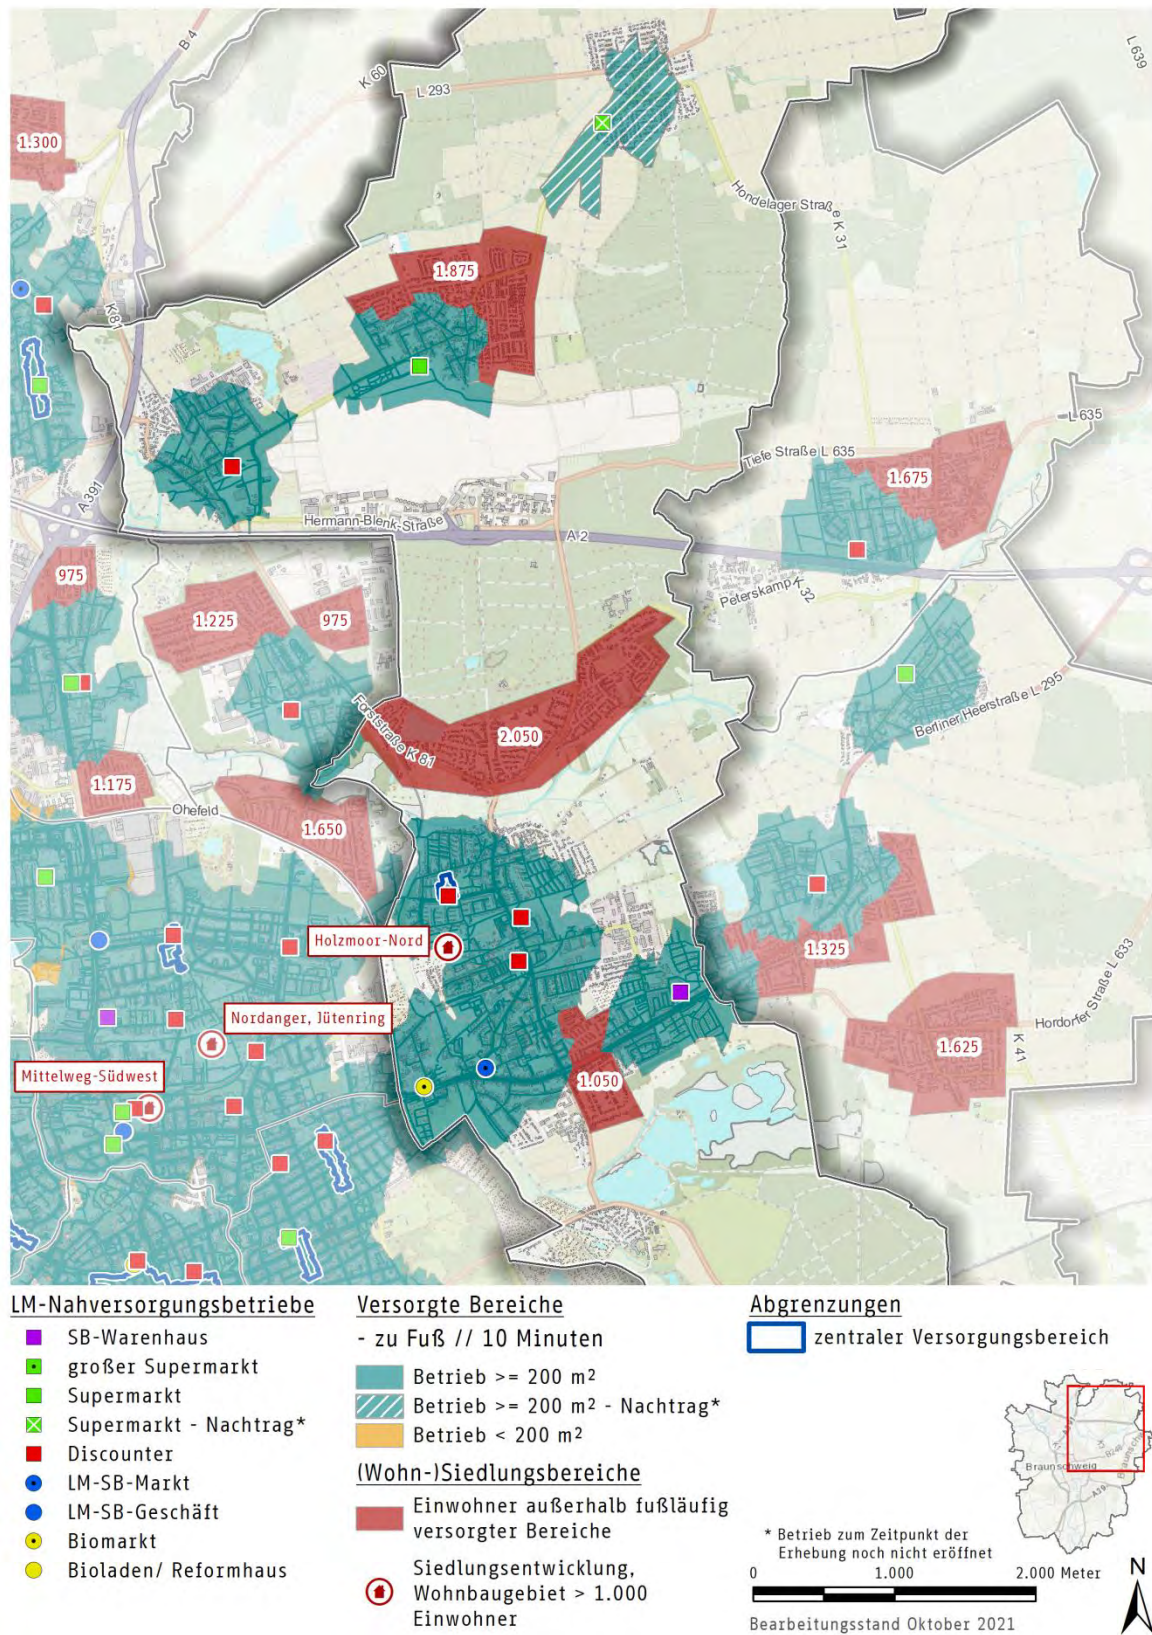 B 4
K 60
L 293
L 639
1.300
Hondelager Straße K 31
1.875
K 81
L 635
Tiefe Straße L 635
1.675
A 391
Hermann-Blenk-Straße
A 2
975
Peterskamp K 32
1.225
975
Forststraße K 81
2.050
Berliner Heerstraße L 295
1.175
Ohefeld
1.650
Holzmoor-Nord
1.325
Nordanger, Jütenring
Hordorfer Straße L 633
1.625
K 41
Mittelweg-Südwest
1.050
LM-Nahversorgungsbetriebe
SB-Warenhaus
großer Supermarkt
Supermarkt
Supermarkt - Nachtrag*
Discounter
LM-SB-Markt
LM-SB-Geschäft
Biomarkt
Bioladen/ Reformhaus
Versorgte Bereiche
- zu Fuß // 10 Minuten
Betrieb >= 200 m²
Betrieb >= 200 m² - Nachtrag*
Betrieb < 200 m²
(Wohn-)Siedlungsbereiche
Einwohner außerhalb fußläufig
versorgter Bereiche
Siedlungsentwicklung,
Wohnbaugebiet > 1.000
Einwohner
Abgrenzungen
zentraler Versorgungsbereich
Braunschweig
* Betrieb zum Zeitpunkt der
Erhebung noch nicht eröffnet
0 1.000 2.000 Meter
N
Bearbeitungsstand Oktober 2021